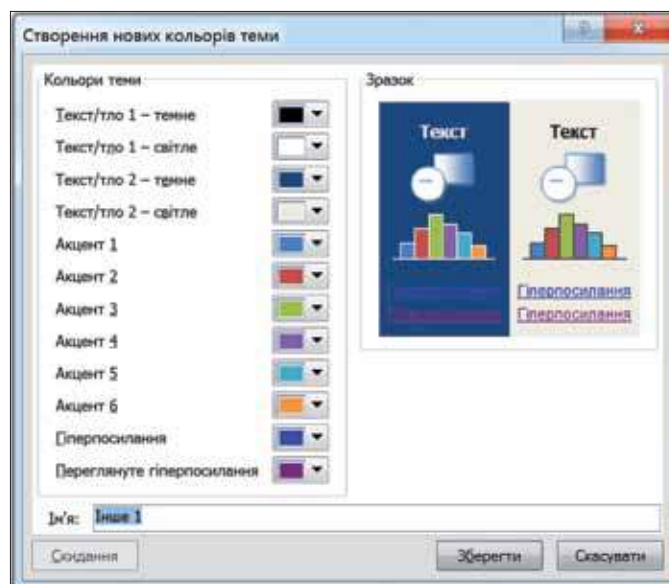 Створення нових кольорів теми
Кольори теми
Текст/тло 1 – темне
Текст/тло 1 – світле
Текст/тло 2 – темне
Текст/тло 2 – світле
Акцент 1
Акцент 2
Акцент 3
Акцент 4
Акцент 5
Акцент 6
Гіперпосилання
Переглянуте гіперпосилання
Зразок
Текст Текст
Гіперпосилання
Гіперпосилання
Ім'я: Інше 1
Скидання Зберегти Скасувати